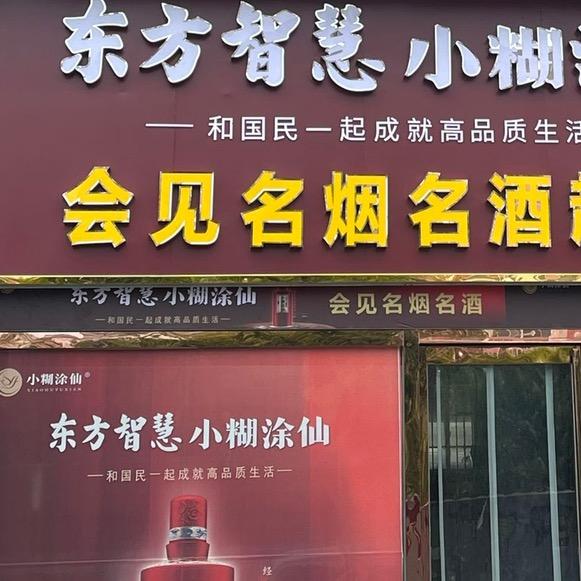 东方智慧 小糊
— 和国民一起成就高品质生活
会见名烟名酒
东方智慧 小糊涂仙
— 和国民一起成就高品质生活 —
会见名烟名酒
小糊涂仙®
XIAOHUTUXIAN
东方智慧 小糊涂仙
— 和国民一起成就高品质生活 —
经